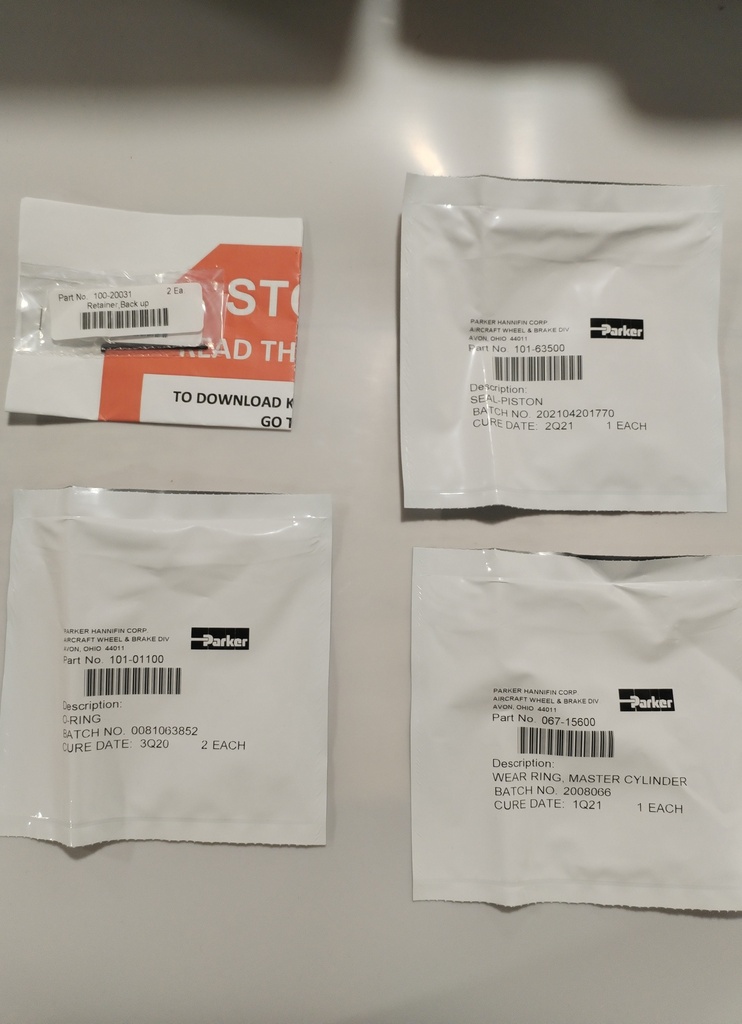 Part No. 100-20031 2 Ea
Retainer, Back up
STO
READ TH
TO DOWNLOAD K
GO T
PARKER HANNIFIN CORP
AIRCRAFT WHEEL & BRAKE DIV
AVON, OHIO 44011
Parker
Part No 101-63500
Description:
SEAL-PISTON
BATCH NO. 202104201770
CURE DATE: 2Q21 1 EACH
PARKER HANNIFIN CORP
AIRCRAFT WHEEL & BRAKE DIV
AVON, OHIO 44011
Parker
Part No 101-01100
Description:
O-RING
BATCH NO. 0081063852
CURE DATE: 3Q20 2 EACH
PARKER HANNIFIN CORP
AIRCRAFT WHEEL & BRAKE DIV
AVON, OHIO 44011
Parker
Part No. 067-15600
Description:
WEAR RING, MASTER CYLINDER
BATCH NO. 2008066
CURE DATE: 1Q21 1 EACH